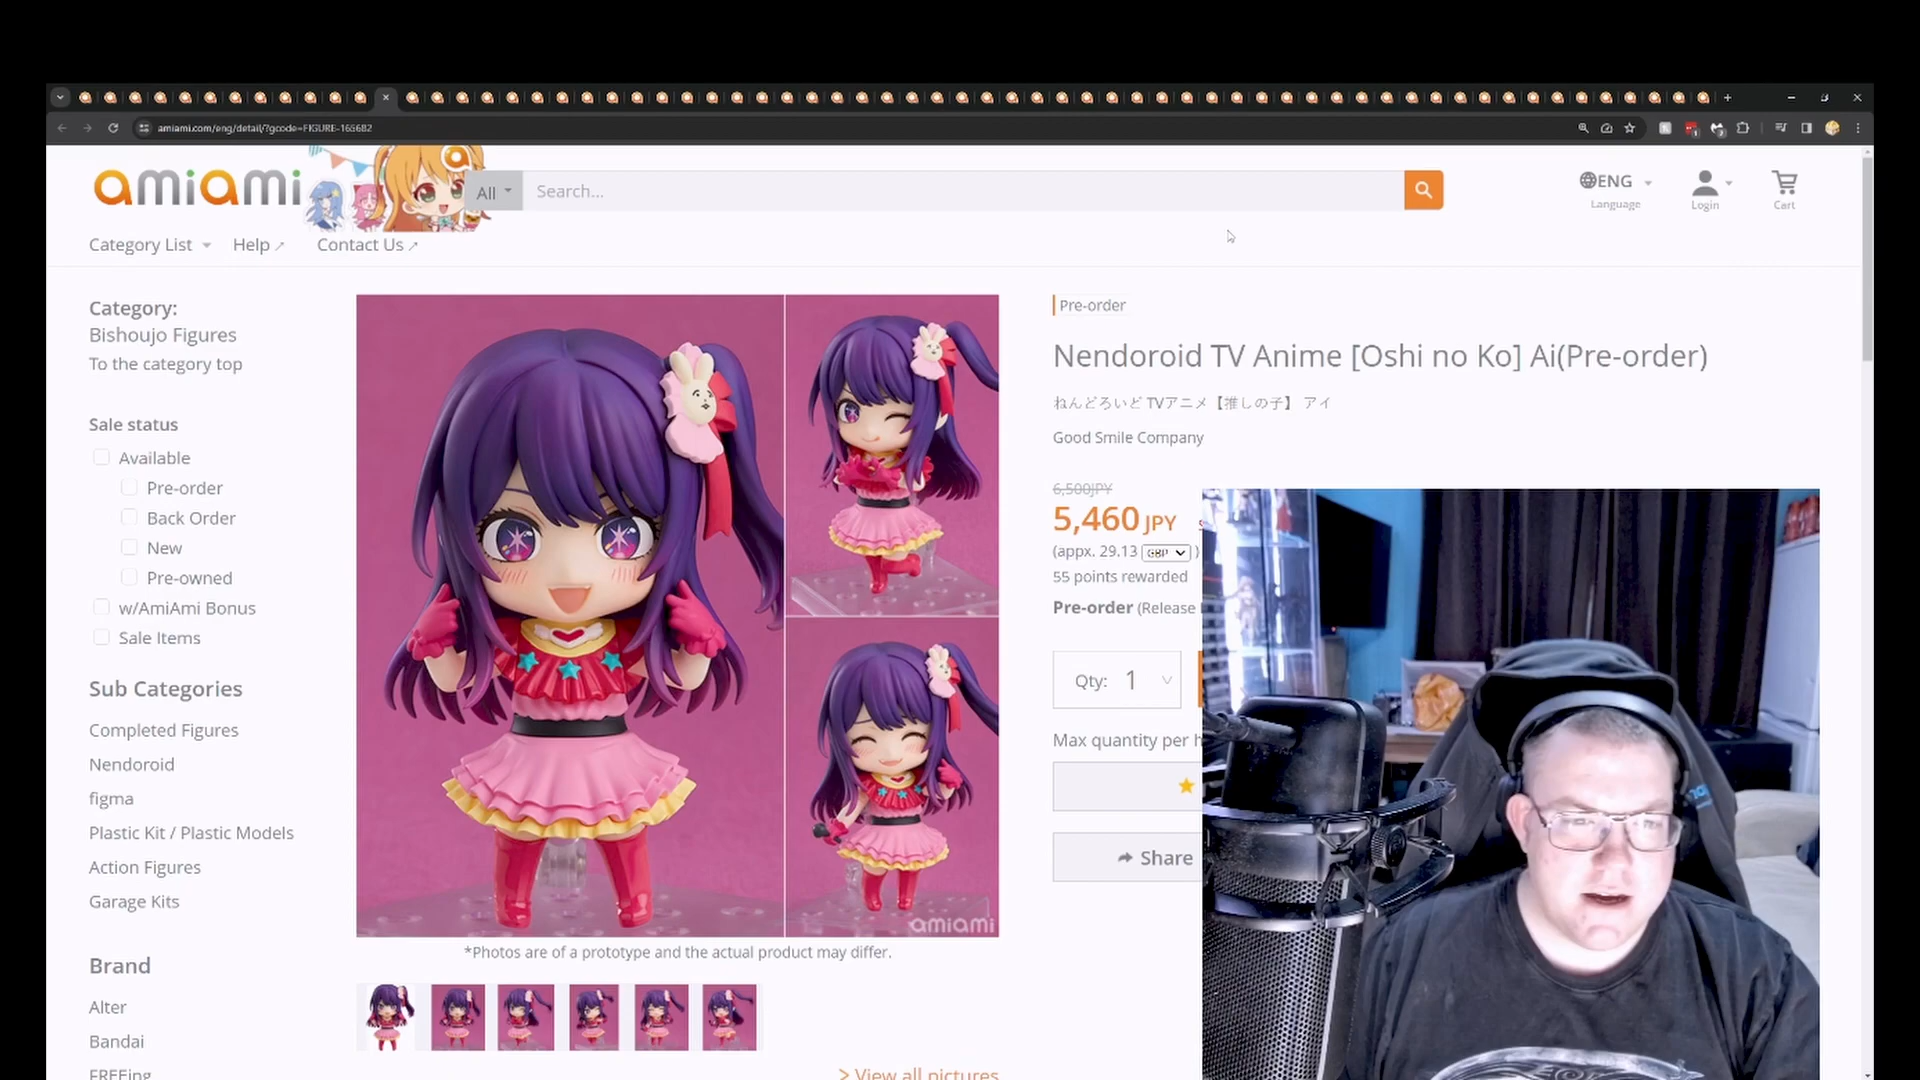 amiami.com/eng/detail/?gcode=FIGURE-165682
amiami
All
Search...
ENG
Language
Login
Cart
Category List
Help
Contact Us
Category:
Bishoujo Figures
To the category top
Sale status
Available
Pre-order
Back Order
New
Pre-owned
w/AmiAmi Bonus
Sale Items
Sub Categories
Completed Figures
Nendoroid
figma
Plastic Kit / Plastic Models
Action Figures
Garage Kits
Brand
Alter
Bandai
FREEing
amiami
*Photos are of a prototype and the actual product may differ.
> View all pictures
Pre-order
Nendoroid TV Anime [Oshi no Ko] Ai(Pre-order)
ねんどろいど TVアニメ【推しの子】 アイ
Good Smile Company
6,500JPY
5,460 JPY
(appx. 29.13 GBP )
55 points rewarded
Pre-order (Release
Qty: 1
Max quantity per h
Share